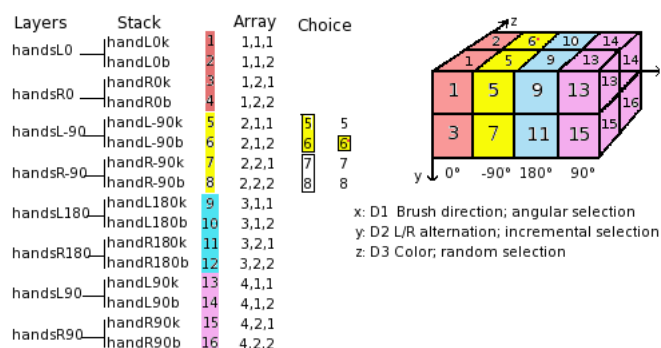 Layers Stack Array Choice
handsL0 handL0k 1 1,1,1
handL0b 2 1,1,2
handsR0 handR0k 3 1,2,1
handR0b 4 1,2,2
handsL-90 handL-90k 5 2,1,1 5 5
handL-90b 6 2,1,2 6 6
handsR-90 handR-90k 7 2,2,1 7 7
handR-90b 8 2,2,2 8 8
handsL180 handL180k 9 3,1,1
handL180b 10 3,1,2
handsR180 handR180k 11 3,2,1
handR180b 12 3,2,2
handsL90 handL90k 13 4,1,1
handL90b 14 4,1,2
handsR90 handR90k 15 4,2,1
handR90b 16 4,2,2
z
2 6* 10 14
1 5 9 13 14
1 5 9 13 13
16
3 7 11 15 15
y 0° -90° 180° 90°
x: D1 Brush direction; angular selection
y: D2 L/R alternation; incremental selection
z: D3 Color; random selection